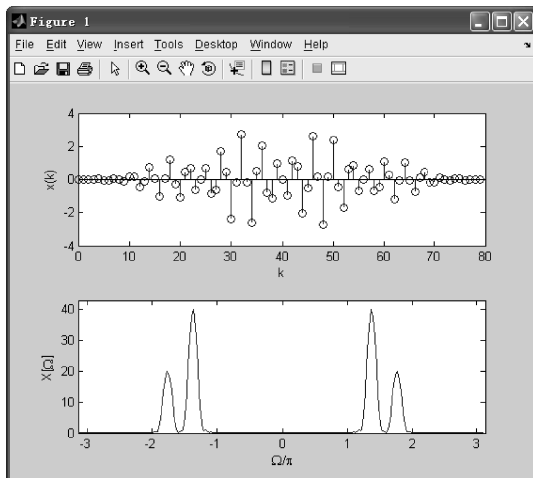 Figure 1
File Edit View Insert Tools Desktop Window Help
4
2
0
-2
-4
x(k)
0 10 20 30 40 50 60 70 80
k
40
30
20
10
0
X[Ω]
-3 -2 -1 0 1 2 3
Ω/π